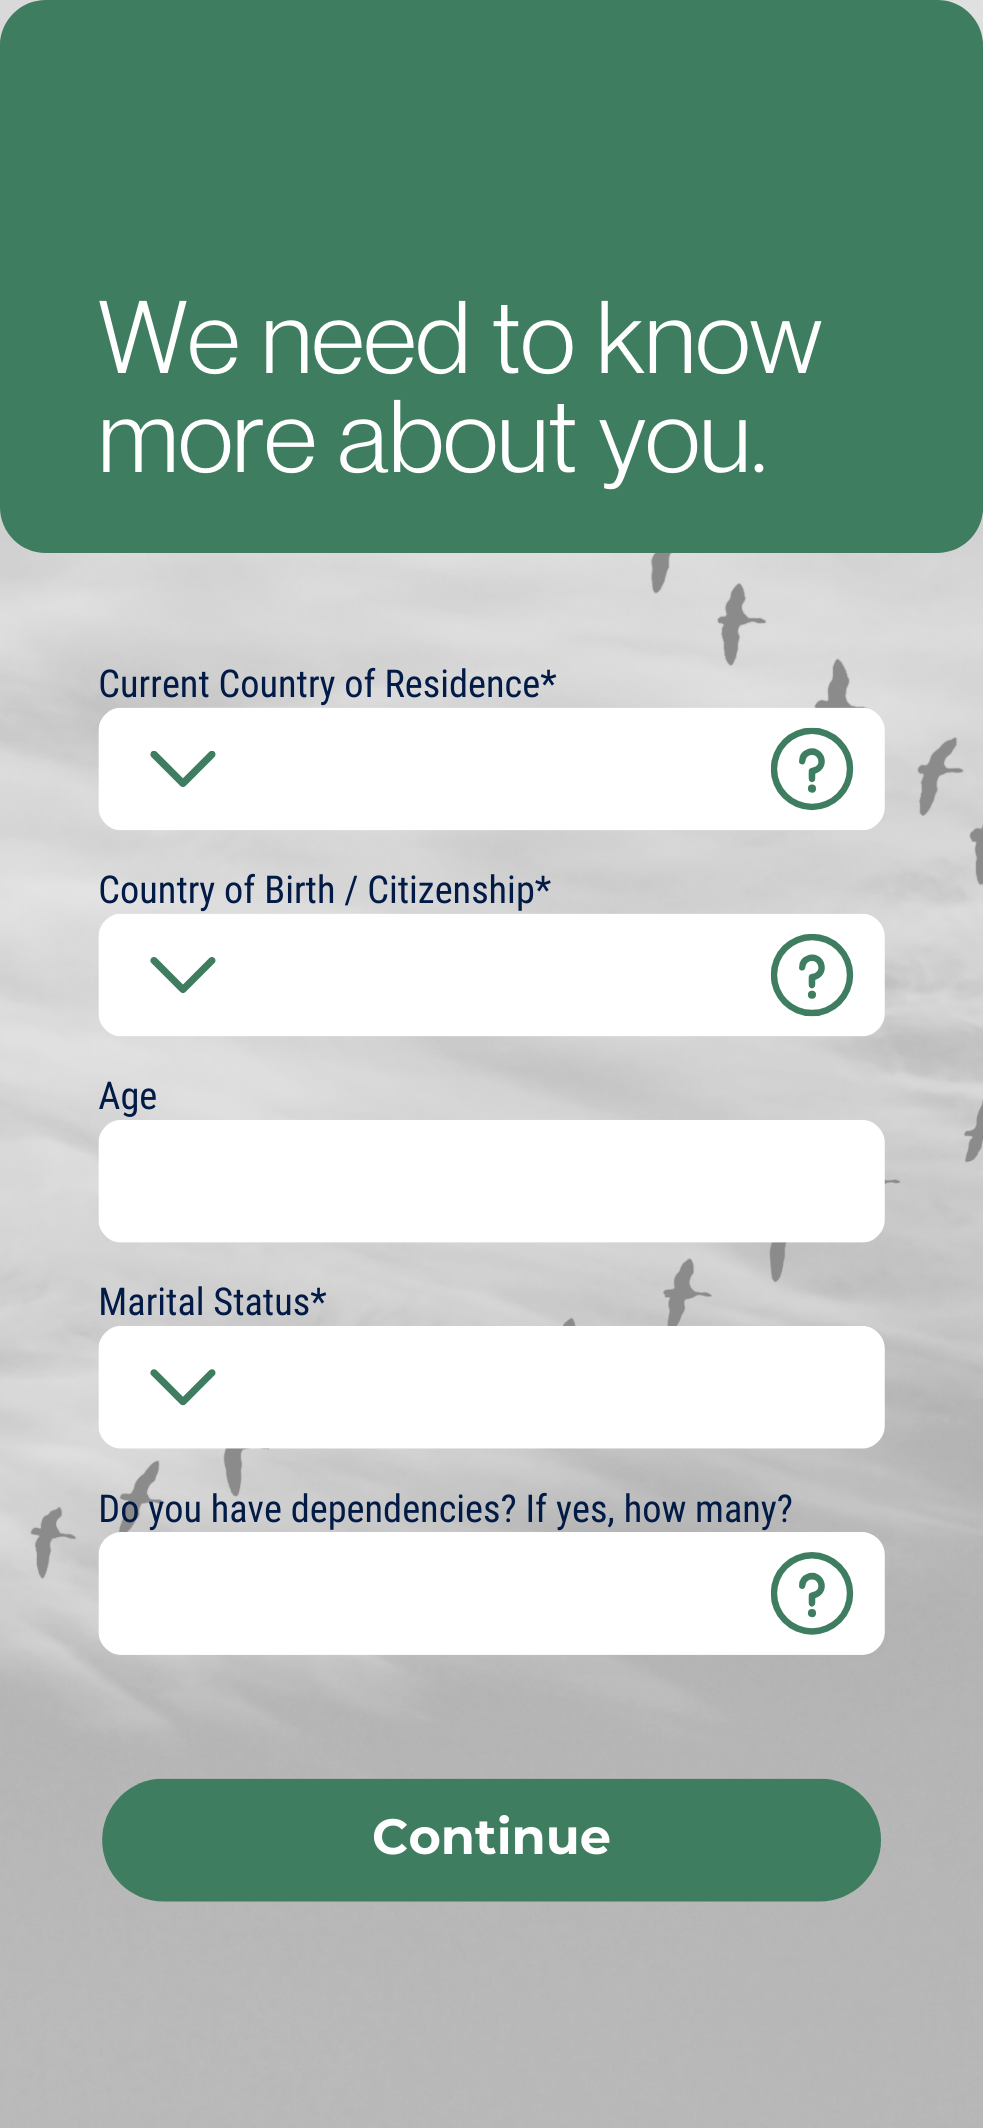 We need to know
more about you.
Current Country of Residence*
?
Country of Birth / Citizenship*
?
Age
Marital Status*
Do you have dependencies? If yes, how many?
?
Continue